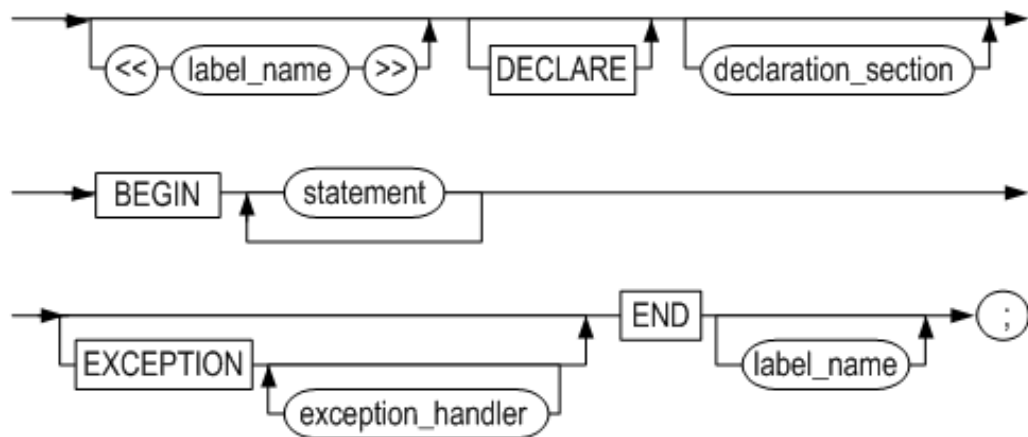 << label_name >> DECLARE declaration_section
BEGIN statement
EXCEPTION END ;
exception_handler label_name